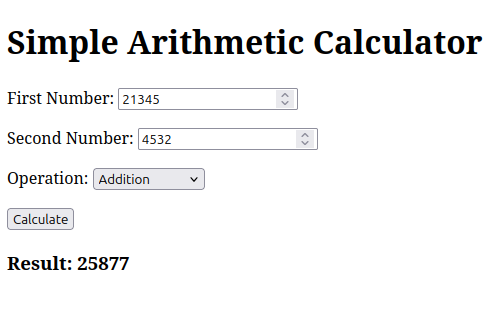 Simple Arithmetic Calculator
First Number: 21345
Second Number: 4532
Operation: Addition
Calculate
Result: 25877